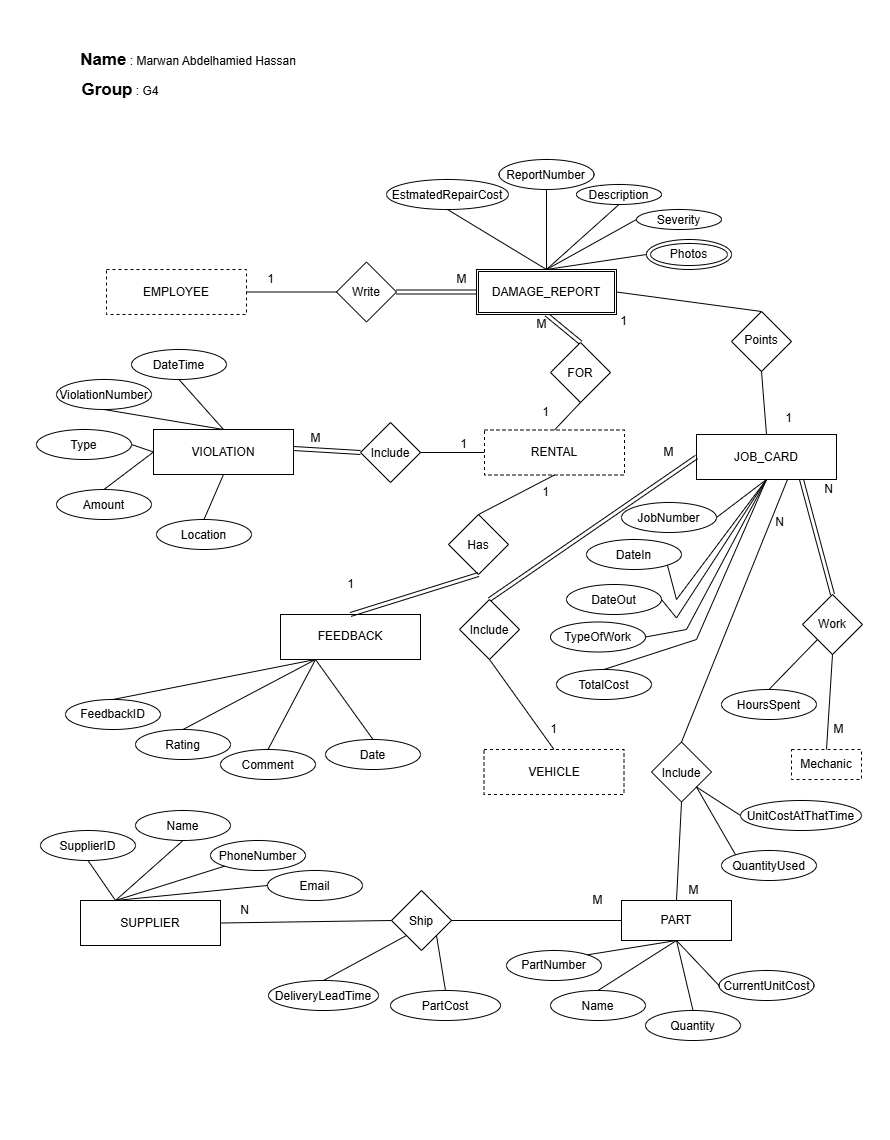 Name : Marwan Abdelhamied Hassan
Group : G4
ReportNumber
EstmatedRepairCost
Description
Severity
Photos
EMPLOYEE
1
Write
M
DAMAGE_REPORT
M
1
Points
DateTime
ViolationNumber
Type
Amount
Location
VIOLATION
M
Include
1
FOR
1
RENTAL
1
M
1
JOB_CARD
N
N
JobNumber
DateIn
DateOut
TypeOfWork
TotalCost
Has
1
FEEDBACK
Include
Work
HoursSpent
FeedbackID
Rating
Comment
Date
1
VEHICLE
M
Mechanic
Include
UnitCostAtThatTime
QuantityUsed
Name
SupplierID
PhoneNumber
Email
SUPPLIER
N
Ship
M
M
PART
DeliveryLeadTime
PartCost
PartNumber
Name
Quantity
CurrentUnitCost